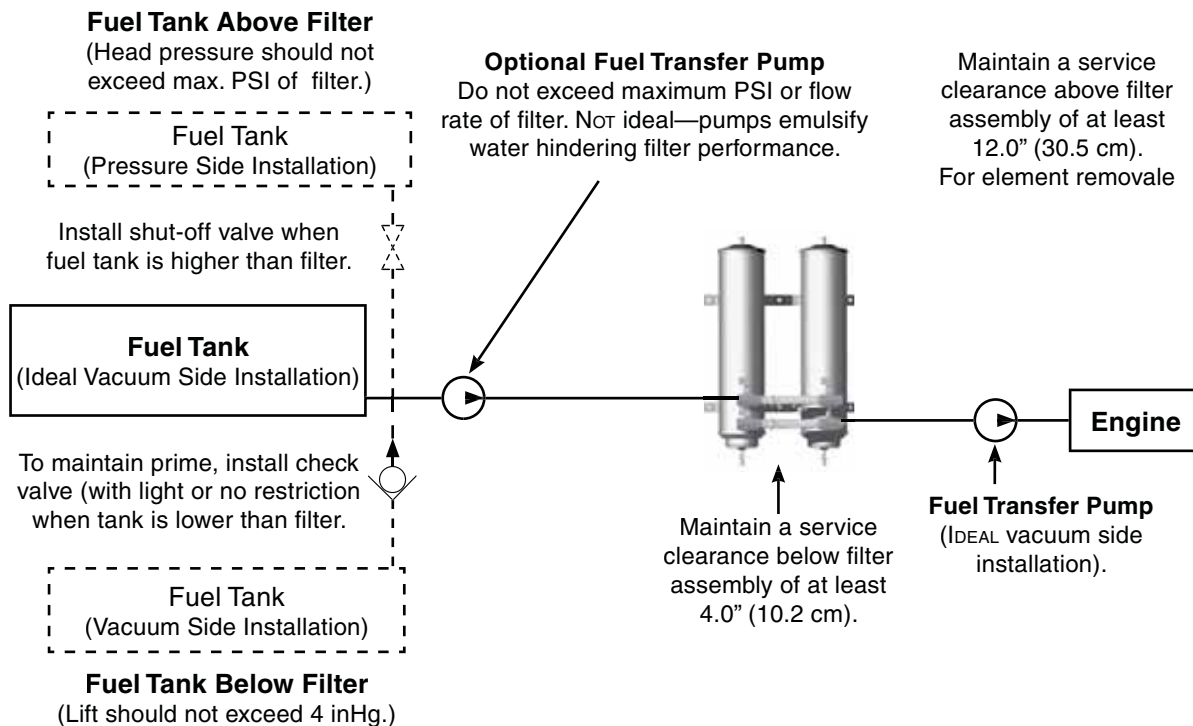 Fuel Tank Above Filter
(Head pressure should not
exceed max. PSI of filter.)
Fuel Tank
(Pressure Side Installation)
Install shut-off valve when
fuel tank is higher than filter.
Fuel Tank
(Ideal Vacuum Side Installation)
To maintain prime, install check
valve (with light or no restriction
when tank is lower than filter.
Fuel Tank
(Vacuum Side Installation)
Fuel Tank Below Filter
(Lift should not exceed 4 inHg.)
Optional Fuel Transfer Pump
Do not exceed maximum PSI or flow
rate of filter. NOT ideal—pumps emulsify
water hindering filter performance.
Maintain a service
clearance above filter
assembly of at least
12.0” (30.5 cm).
For element removale
Maintain a service
clearance below filter
assembly of at least
4.0” (10.2 cm).
Engine
Fuel Transfer Pump
(IDEAL vacuum side
installation).